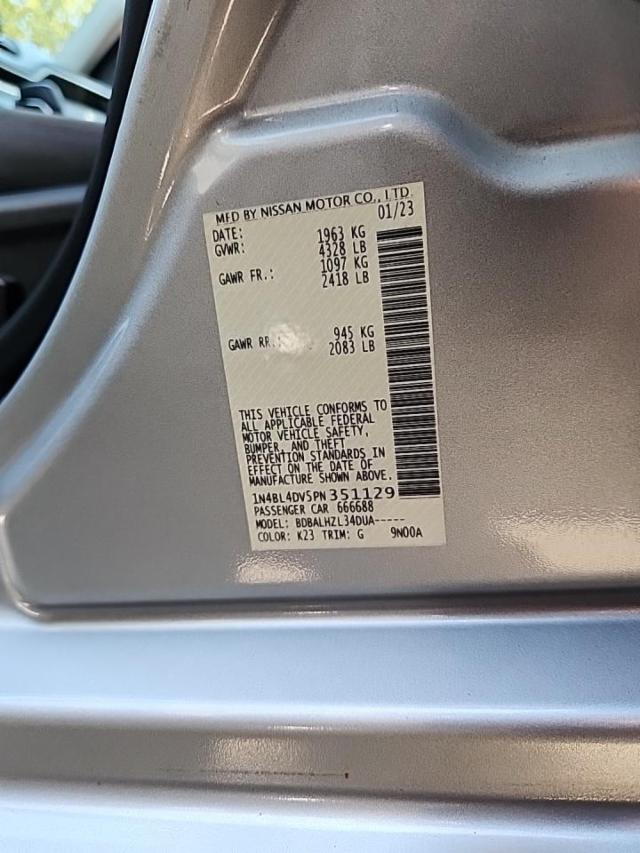 MFD BY NISSAN MOTOR CO., LTD.
DATE: 01/23
GVWR: 1963 KG
4328 LB
GAWR FR.: 1097 KG
2418 LB
GAWR RR.: 945 KG
2083 LB
THIS VEHICLE CONFORMS TO
ALL APPLICABLE FEDERAL
MOTOR VEHICLE SAFETY,
BUMPER, AND THEFT
PREVENTION STANDARDS IN
EFFECT ON THE DATE OF
MANUFACTURE SHOWN ABOVE.
1N4BL4DV5PN351129
PASSENGER CAR 666688
MODEL: BDBALHZL34DUA-----
COLOR: K23 TRIM: G 9N00A